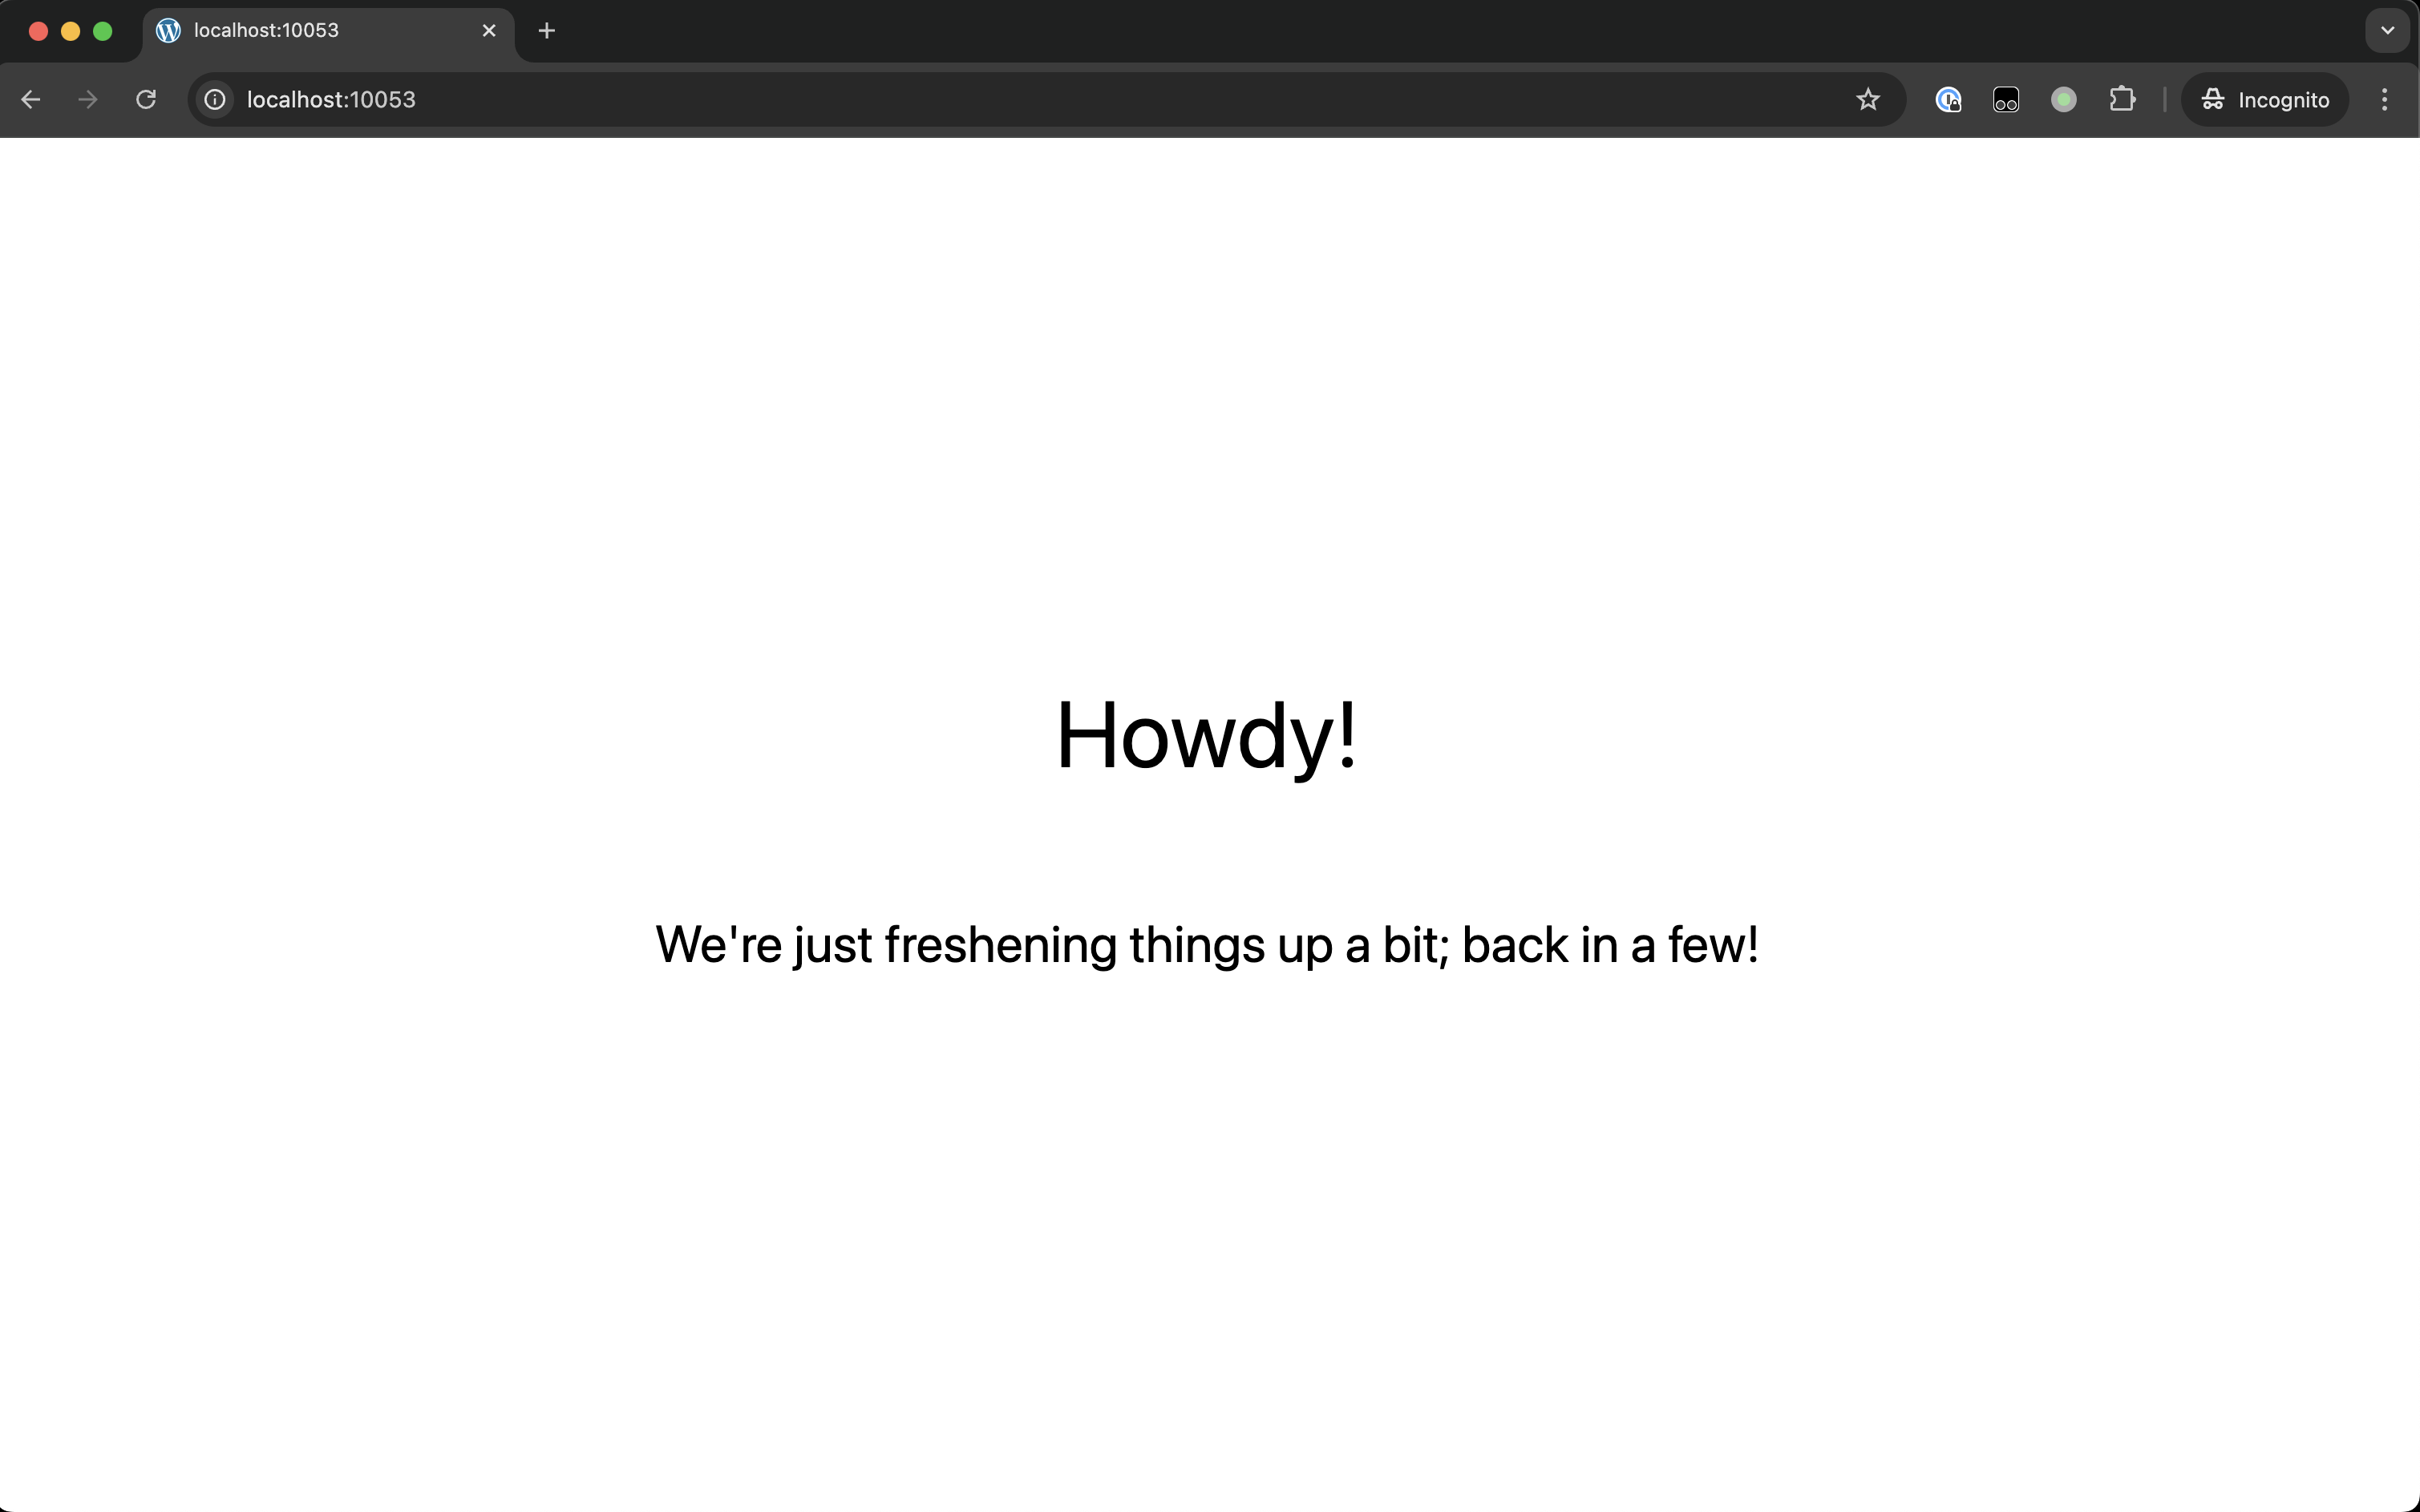 localhost:10053
localhost:10053
Incognito
Howdy!
We're just freshening things up a bit; back in a few!